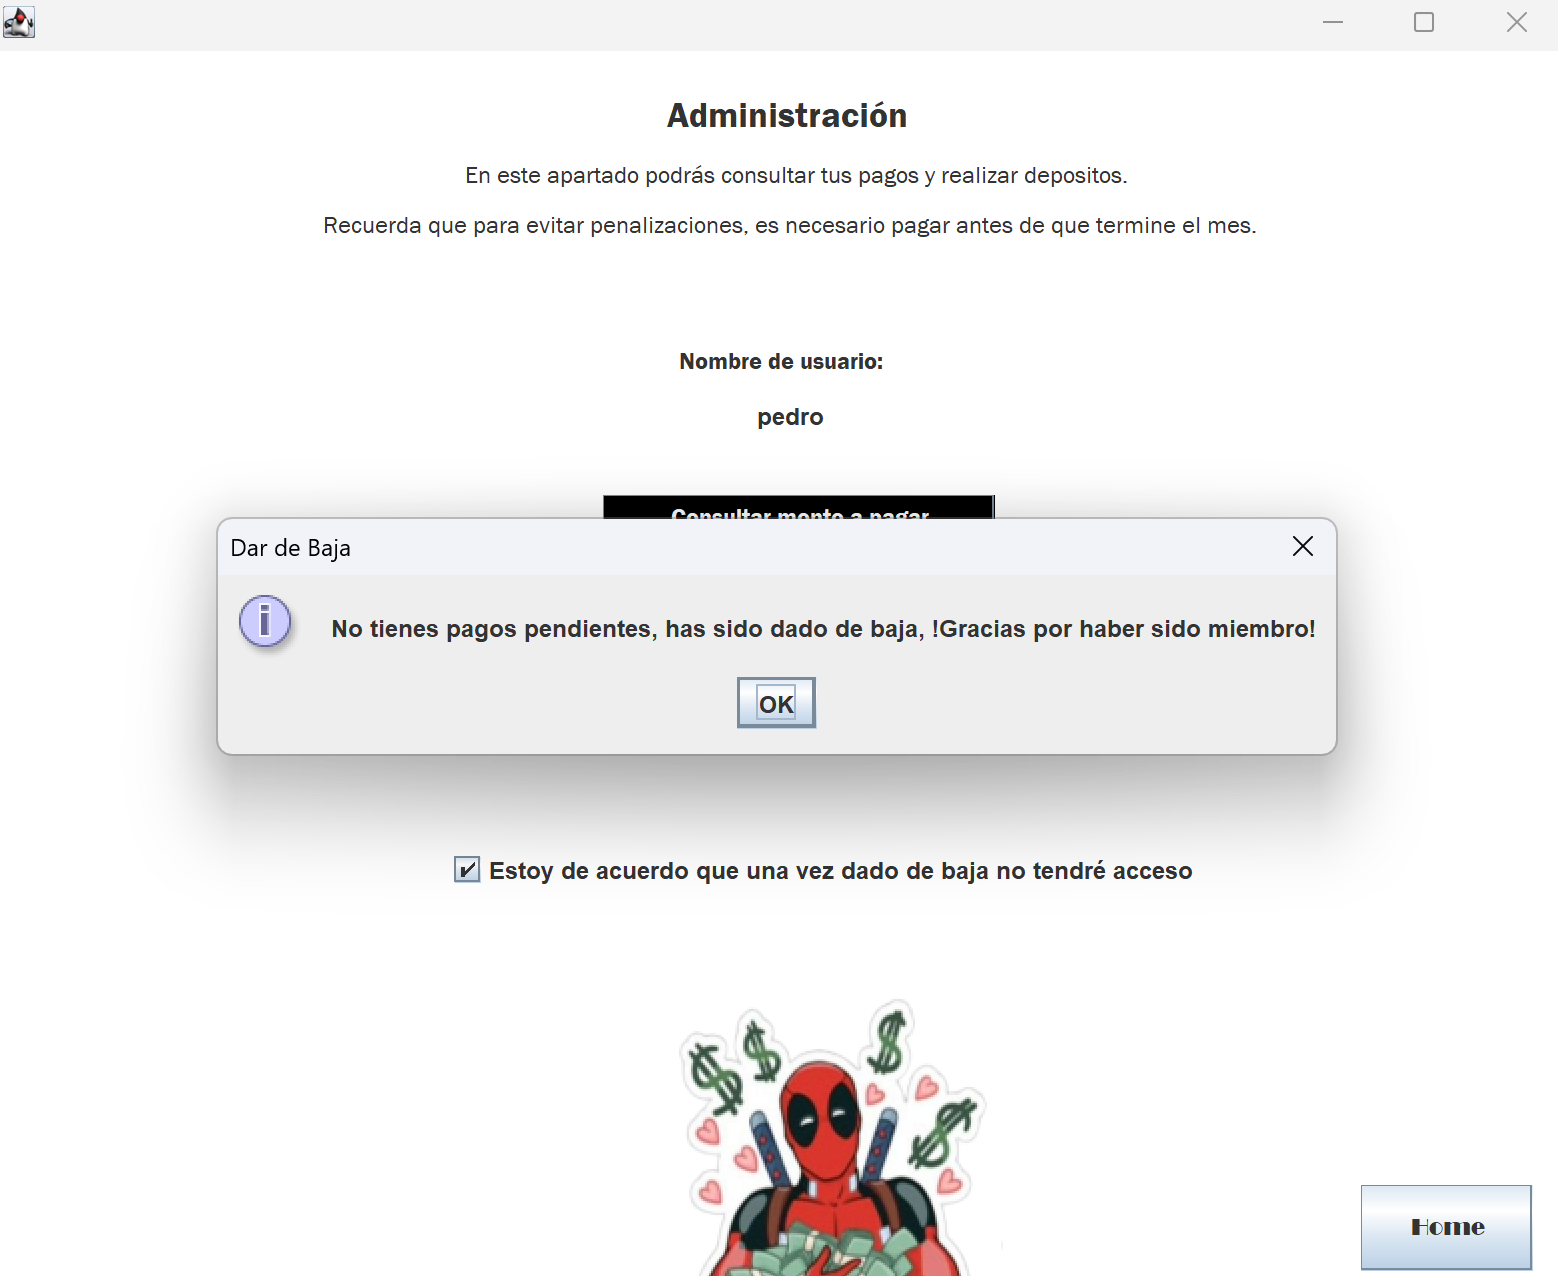 Administración
En este apartado podrás consultar tus pagos y realizar depositos.
Recuerda que para evitar penalizaciones, es necesario pagar antes de que termine el mes.
Nombre de usuario:
pedro
Consultar monto a pagar
Dar de Baja
No tienes pagos pendientes, has sido dado de baja, !Gracias por haber sido miembro!
OK
Estoy de acuerdo que una vez dado de baja no tendré acceso
Home